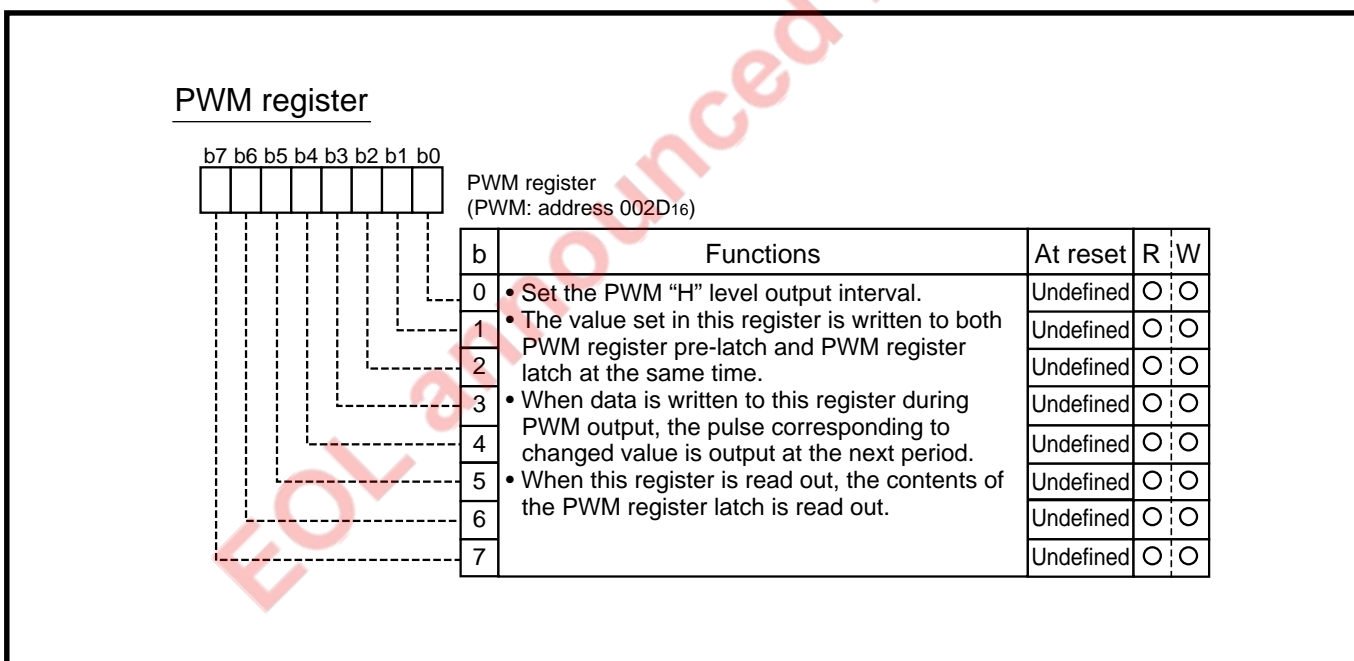 EOL announced
PWM register
b7 b6 b5 b4 b3 b2 b1 b0
PWM register
(PWM: address 002D16)
b Functions At reset R W
0 • Set the PWM “H” level output interval. Undefined O O
1 • The value set in this register is written to both Undefined O O
PWM register pre-latch and PWM register
2 latch at the same time. Undefined O O
3 • When data is written to this register during Undefined O O
PWM output, the pulse corresponding to
4 changed value is output at the next period. Undefined O O
5 • When this register is read out, the contents of Undefined O O
the PWM register latch is read out.
6 Undefined O O
7 Undefined O O